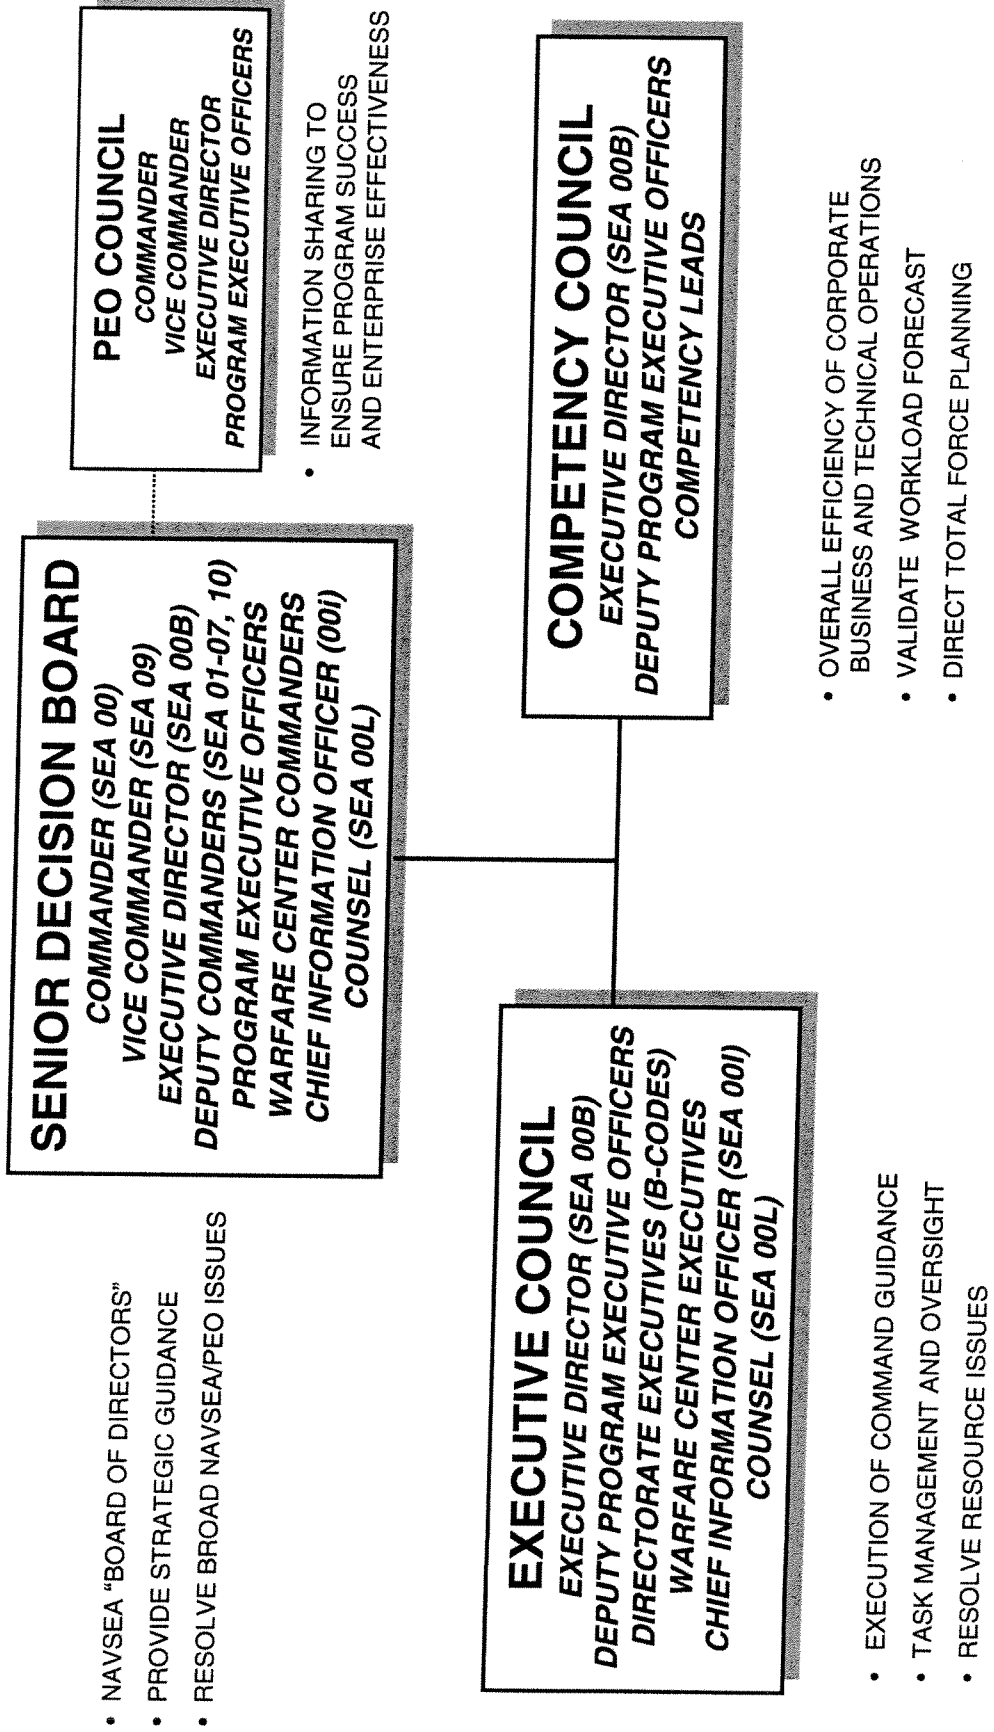 • NAVSEA “BOARD OF DIRECTORS”
• PROVIDE STRATEGIC GUIDANCE
• RESOLVE BROAD NAVSEA/PEO ISSUES
SENIOR DECISION BOARD
COMMANDER (SEA 00)
VICE COMMANDER (SEA 09)
EXECUTIVE DIRECTOR (SEA 00B)
DEPUTY COMMANDERS (SEA 01-07, 10)
PROGRAM EXECUTIVE OFFICERS
WARFARE CENTER COMMANDERS
CHIEF INFORMATION OFFICER (00i)
COUNSEL (SEA 00L)
PEO COUNCIL
COMMANDER
VICE COMMANDER
EXECUTIVE DIRECTOR
PROGRAM EXECUTIVE OFFICERS
• INFORMATION SHARING TO
ENSURE PROGRAM SUCCESS
AND ENTERPRISE EFFECTIVENESS
EXECUTIVE COUNCIL
EXECUTIVE DIRECTOR (SEA 00B)
DEPUTY PROGRAM EXECUTIVE OFFICERS
DIRECTORATE EXECUTIVES (B-CODES)
WARFARE CENTER EXECUTIVES
CHIEF INFORMATION OFFICER (SEA 00I)
COUNSEL (SEA 00L)
• EXECUTION OF COMMAND GUIDANCE
• TASK MANAGEMENT AND OVERSIGHT
• RESOLVE RESOURCE ISSUES
COMPETENCY COUNCIL
EXECUTIVE DIRECTOR (SEA 00B)
DEPUTY PROGRAM EXECUTIVE OFFICERS
COMPETENCY LEADS
• OVERALL EFFICIENCY OF CORPORATE
BUSINESS AND TECHNICAL OPERATIONS
• VALIDATE WORKLOAD FORECAST
• DIRECT TOTAL FORCE PLANNING